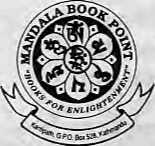 MANDALA BOOK POINT
"BOOKS FOR ENLIGHTENMENT"
Kantipath, G.P.O. Box 528, Kathmandu